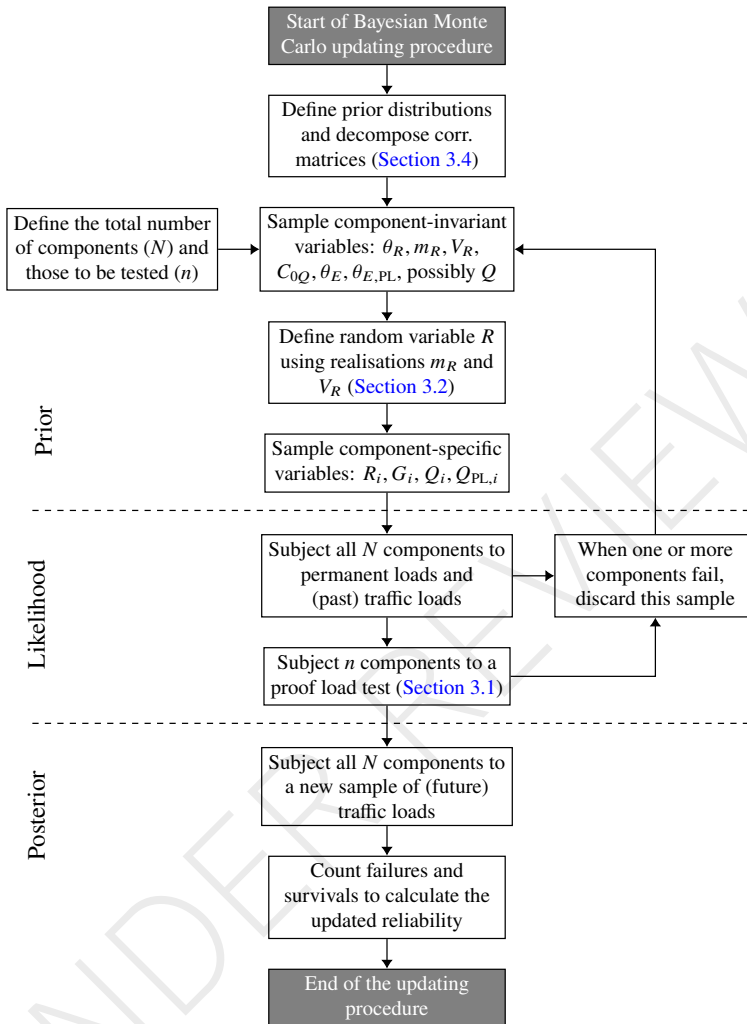 Start of Bayesian Monte
Carlo updating procedure
Define prior distributions
and decompose corr.
matrices (Section 3.4)
Define the total number
of components (N) and
those to be tested (n)
Sample component-invariant
variables: θ_R, m_R, V_R,
C_0Q, θ_E, θ_E,PL, possibly Q
Define random variable R
using realisations m_R and
V_R (Section 3.2)
Prior
Sample component-specific
variables: R_i, G_i, Q_i, Q_PL,i
Likelihood
Subject all N components to
permanent loads and
(past) traffic loads
When one or more
components fail,
discard this sample
Subject n components to a
proof load test (Section 3.1)
Posterior
Subject all N components to
a new sample of (future)
traffic loads
Count failures and
survivals to calculate the
updated reliability
End of the updating
procedure
NDER REVIEW